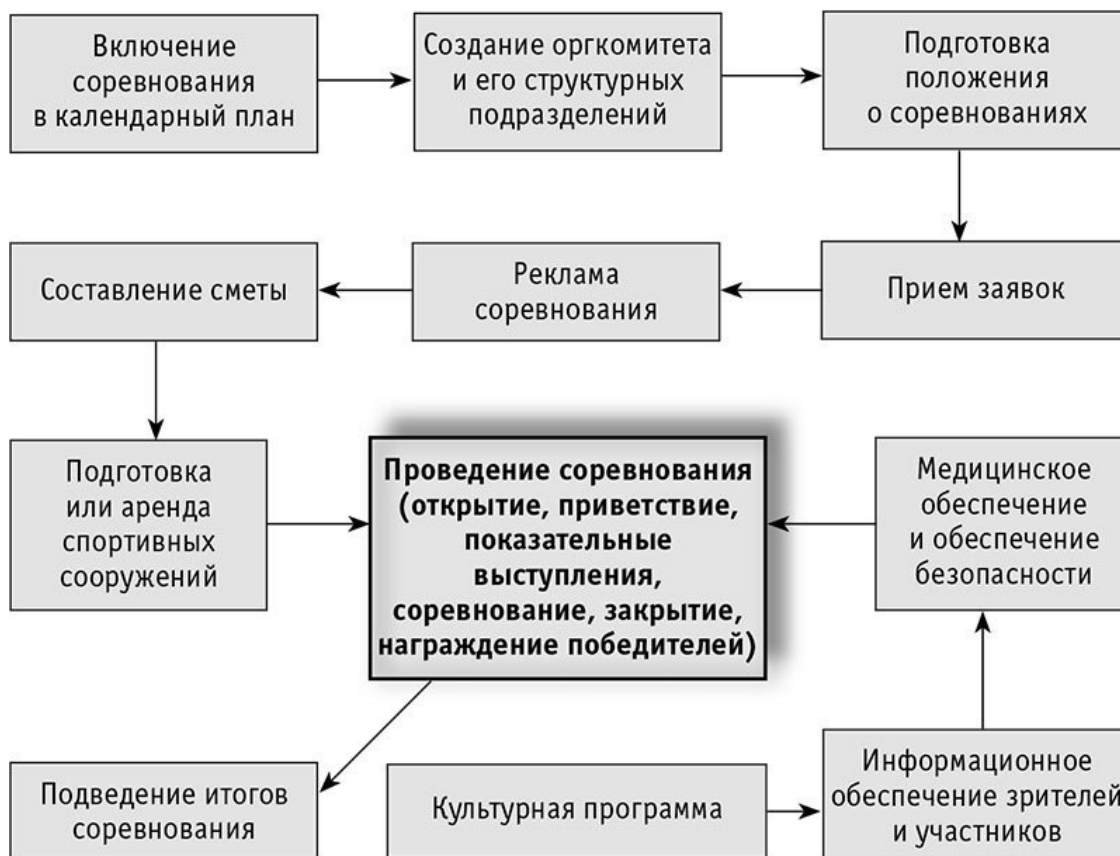 Включение
соревнования
в календарный план
Создание оргкомитета
и его структурных
подразделений
Подготовка
положения
о соревнованиях
Прием заявок
Реклама
соревнования
Составление сметы
Подготовка
или аренда
спортивных
сооружений
Проведение соревнования
(открытие, приветствие,
показательные
выступления,
соревнование, закрытие,
награждение победителей)
Медицинское
обеспечение
и обеспечение
безопасности
Подведение итогов
соревнования
Культурная программа
Информационное
обеспечение зрителей
и участников